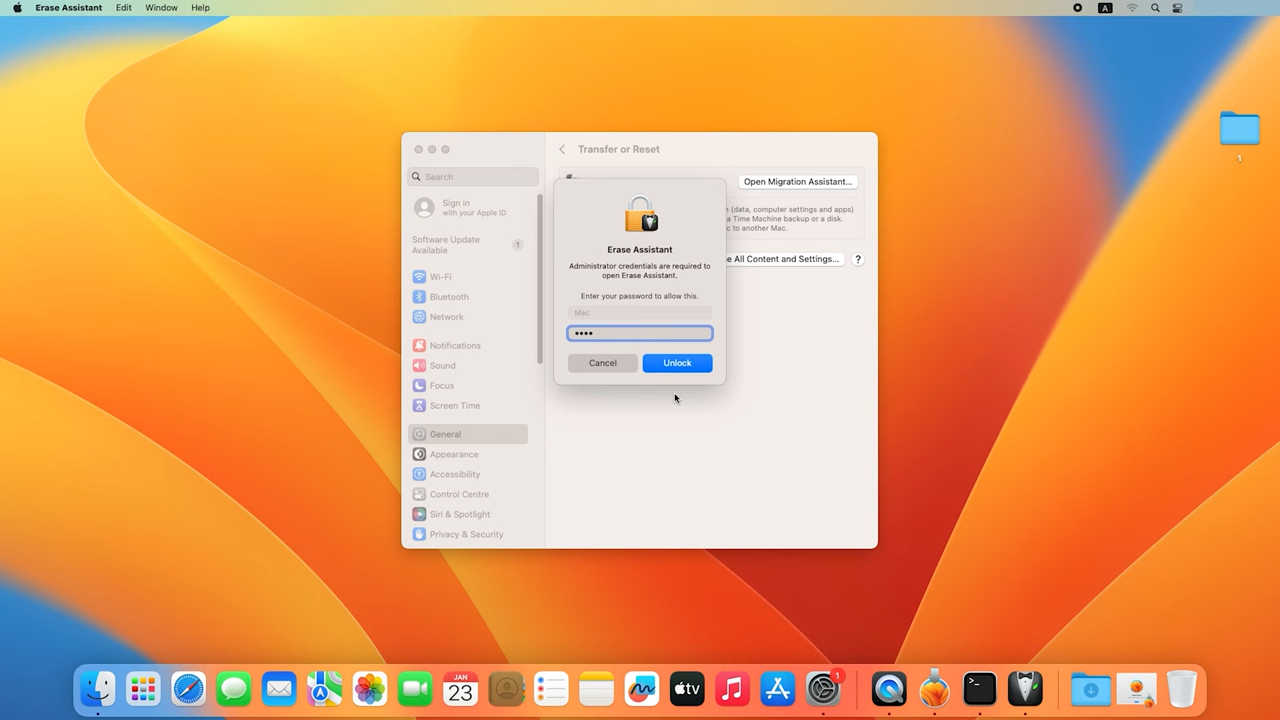 Erase Assistant Edit Window Help
A
1
Transfer or Reset
Search
Open Migration Assistant...
Sign in
with your Apple ID
(data, computer settings and apps)
a Time Machine backup or a disk.
c to another Mac.
Software Update
Available
1
e All Content and Settings...
?
Erase Assistant
Administrator credentials are required to
open Erase Assistant.
Enter your password to allow this.
Mac
••••
Cancel
Unlock
Wi-Fi
Bluetooth
Network
Notifications
Sound
Focus
Screen Time
General
Appearance
Accessibility
Control Centre
Siri & Spotlight
Privacy & Security
JAN
23
tv
1
>_